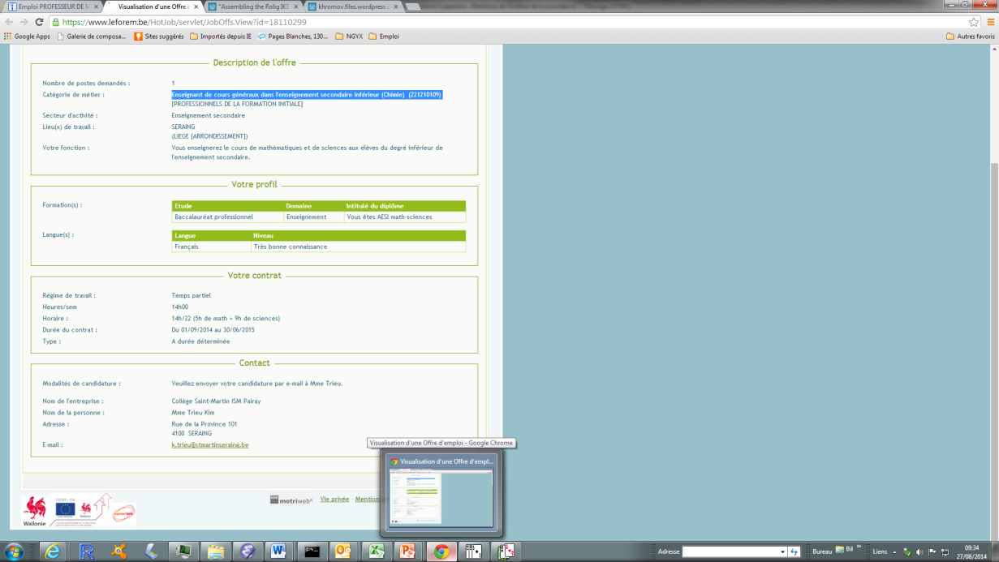 Emploi PROFESSEUR DE M
Visualisation d'une Offre
"Assembling the Rolig IKE
khromov.files.wordpress.c
https://www.leforem.be/HotJob/servlet/JobOffs.View?id=18110299
Google Apps
Galerie de composa...
Sites suggérés
Importés depuis IE
Pages Blanches, 130...
NGYX
Emploi
Autres favoris
Description de l'offre
Nombre de postes demandés : 1
Catégorie de métier : Enseignant de cours généraux dans l'enseignement secondaire inférieur (Chimie) (221210109)
[PROFESSIONNELS DE LA FORMATION INITIALE]
Secteur d'activité : Enseignement secondaire
Lieu(x) de travail : SERAING
(LIEGE [ARRONDISSEMENT])
Votre fonction : Vous enseignerez le cours de mathématiques et de sciences aux élèves du degré inférieur de
l'enseignement secondaire.
Votre profil
Formation(s) :
Etude Domaine Intitulé du diplôme
Baccalauréat professionnel Enseignement Vous êtes AESI math-sciences
Langue(s) :
Langue Niveau
Français Très bonne connaissance
Votre contrat
Régime de travail : Temps partiel
Heures/sem 14h00
Horaire : 14h/22 (5h de math + 9h de sciences)
Durée du contrat : Du 01/09/2014 au 30/06/2015
Type : A durée déterminée
Contact
Modalités de candidature : Veuillez envoyer votre candidature par e-mail à Mme Trieu.
Nom de l'entreprise : Collège Saint-Martin ISM Pairay
Nom de la personne : Mme Trieu Kim
Adresse : Rue de la Province 101
4100 SERAING
E-mail : k.trieu@stmartinseraing.be
Visualisation d'une Offre d'emploi - Google Chrome
Visualisation d'une Offre d'empl...
Wallonie
metriweb
Vie privée - Mention
Adresse
Bureau
Bil
Liens
09:34
27/08/2014